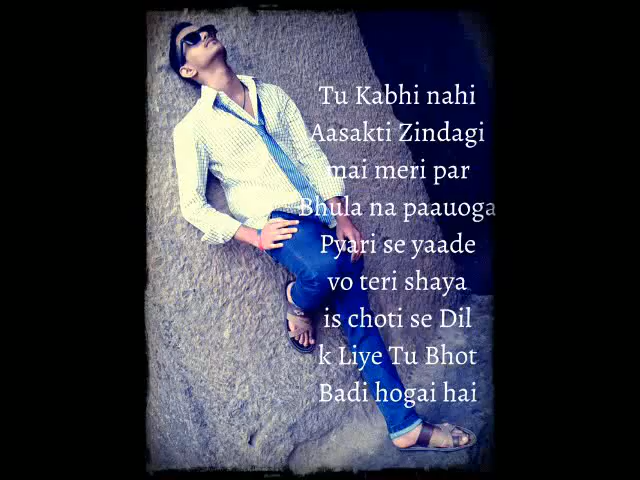 Tu Kabhi nahi
Aasakti Zindagi
mai meri par
Bhula na paauoga
Pyari se yaade
vo teri shaya
is choti se Dil
k Liye Tu Bhot
Badi hogai hai